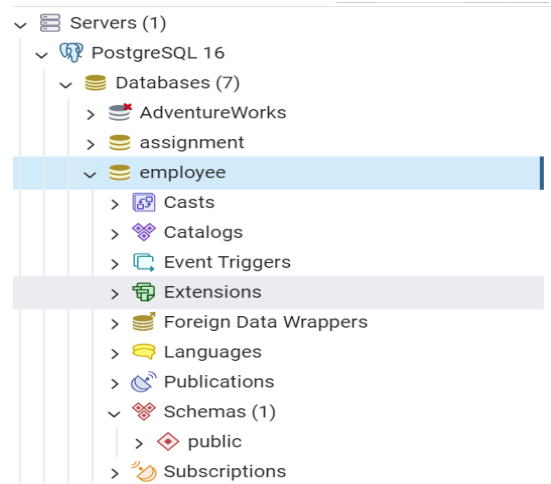 Servers (1)
PostgreSQL 16
Databases (7)
AdventureWorks
assignment
employee
Casts
Catalogs
Event Triggers
Extensions
Foreign Data Wrappers
Languages
Publications
Schemas (1)
public
Subscriptions